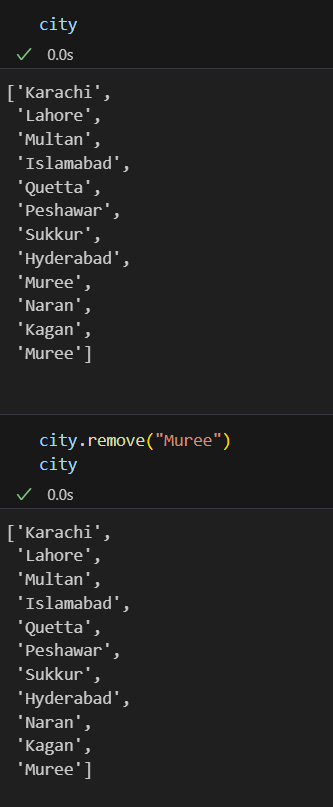 city
0.0s
['Karachi',
'Lahore',
'Multan',
'Islamabad',
'Quetta',
'Peshawar',
'Sukkur',
'Hyderabad',
'Muree',
'Naran',
'Kagan',
'Muree']
city.remove("Muree")
city
0.0s
['Karachi',
'Lahore',
'Multan',
'Islamabad',
'Quetta',
'Peshawar',
'Sukkur',
'Hyderabad',
'Naran',
'Kagan',
'Muree']